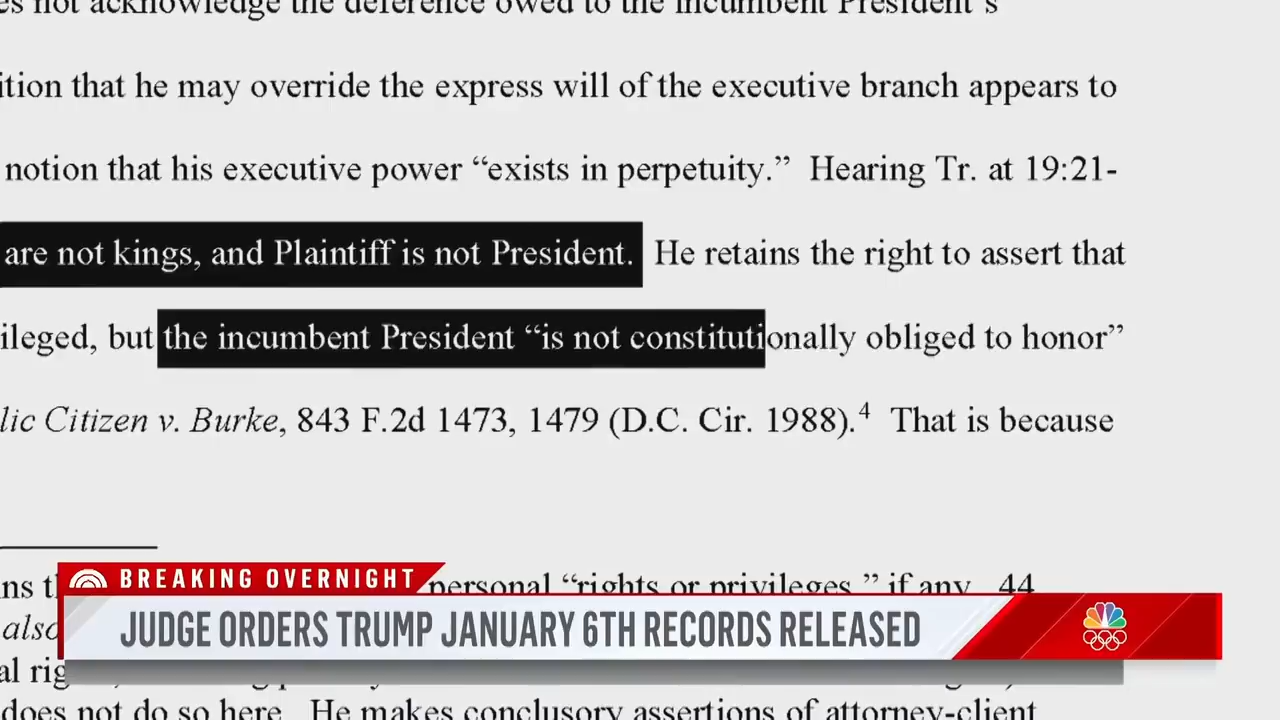 es not acknowledge the deference owed to the incumbent President's
ition that he may override the express will of the executive branch appears to
notion that his executive power “exists in perpetuity.” Hearing Tr. at 19:21-
are not kings, and Plaintiff is not President. He retains the right to assert that
ileged, but the incumbent President “is not constitutionally obliged to honor”
lic Citizen v. Burke, 843 F.2d 1473, 1479 (D.C. Cir. 1988).4 That is because
ns personal “rights or privileges,” if any. 44
BREAKING OVERNIGHT
also
JUDGE ORDERS TRUMP JANUARY 6TH RECORDS RELEASED
al rig
does not do so here. He makes conclusory assertions of attorney-client